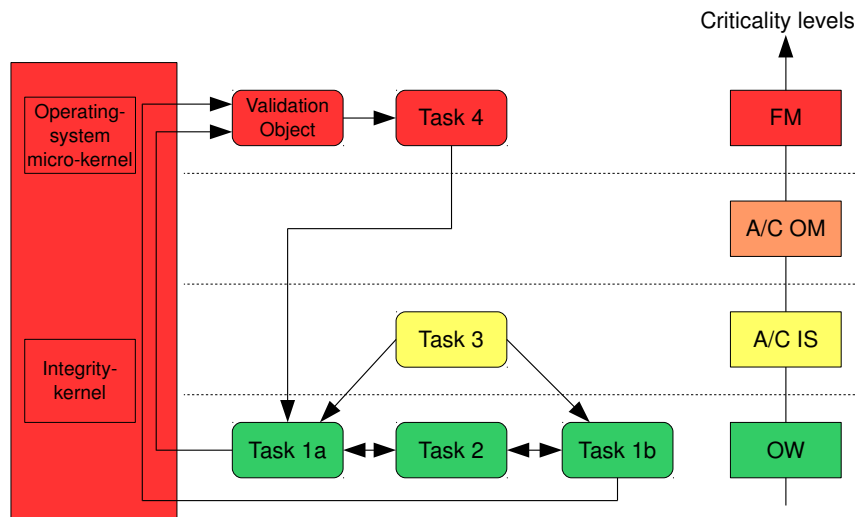 Criticality levels
Operating-
system
micro-kernel
Validation
Object
Task 4
FM
A/C OM
Task 3
A/C IS
Integrity-
kernel
Task 1a
Task 2
Task 1b
OW